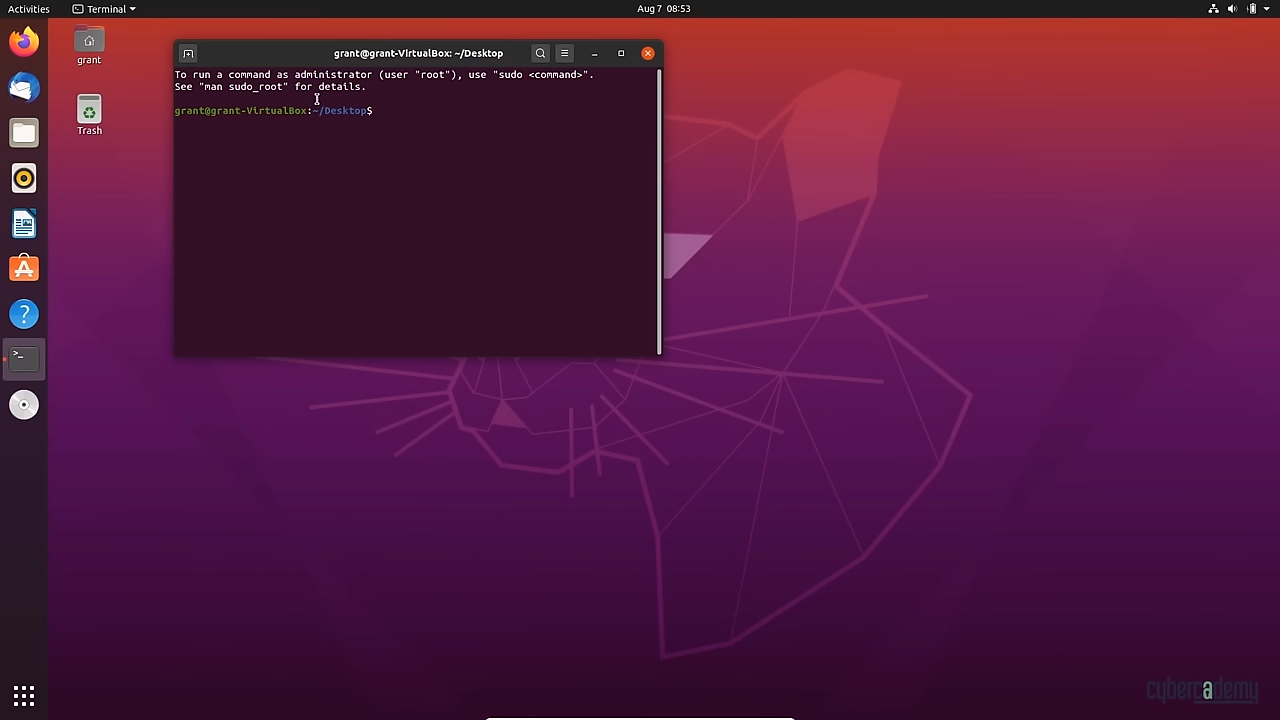 Activities
Terminal
Aug 7 08:53
grant
Trash
grant@grant-VirtualBox: ~/Desktop
To run a command as administrator (user "root"), use "sudo <command>".
See "man sudo_root" for details.
grant@grant-VirtualBox:~/Desktop$
>_
?
cybercademy